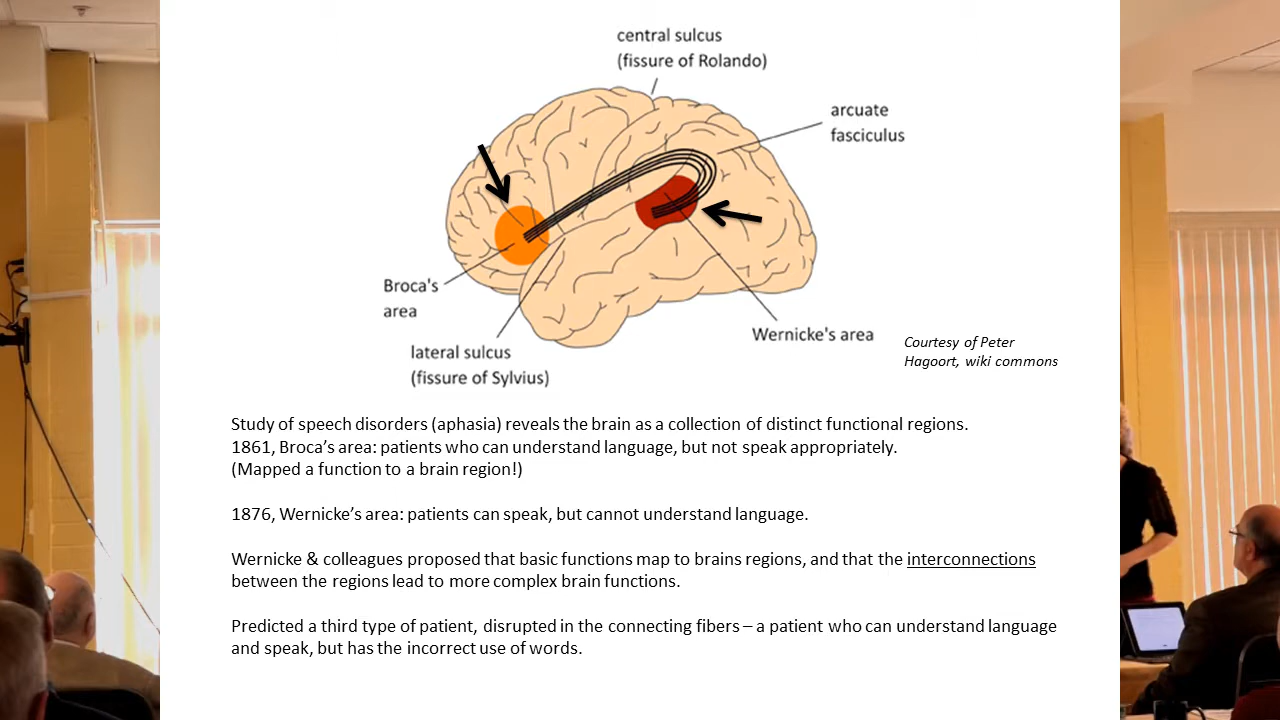 central sulcus
(fissure of Rolando)
arcuate
fasciculus
Broca's
area
Wernicke's area
lateral sulcus
(fissure of Sylvius)
Courtesy of Peter
Hagoort, wiki commons
Study of speech disorders (aphasia) reveals the brain as a collection of distinct functional regions.
1861, Broca’s area: patients who can understand language, but not speak appropriately.
(Mapped a function to a brain region!)
1876, Wernicke’s area: patients can speak, but cannot understand language.
Wernicke & colleagues proposed that basic functions map to brains regions, and that the interconnections
between the regions lead to more complex brain functions.
Predicted a third type of patient, disrupted in the connecting fibers – a patient who can understand language
and speak, but has the incorrect use of words.